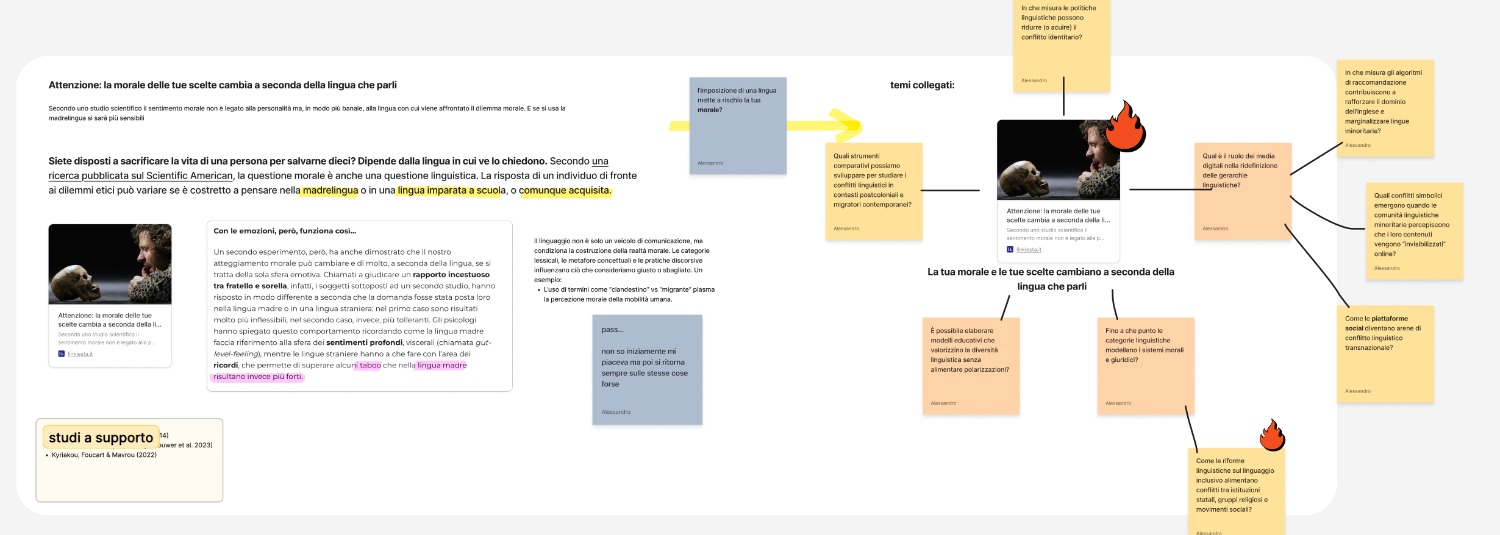 Attenzione: la morale delle tue scelte cambia a seconda della lingua che parli
Secondo uno studio scientifico il sentimento morale non è legato alla personalità ma, in modo più banale, alla lingua con cui viene affrontato il dilemma morale. E se si usa la
madrelingua si sarà più sensibili
Siete disposti a sacrificare la vita di una persona per salvarne dieci? Dipende dalla lingua in cui ve lo chiedono. Secondo una
ricerca pubblicata sul Scientific American, la questione morale è anche una questione linguistica. La risposta di un individuo di fronte
ai dilemmi etici può variare se è costretto a pensare nella madrelingua o in una lingua imparata a scuola, o comunque acquisita.
Attenzione: la morale delle tue
scelte cambia a seconda della li...
Secondo uno studio scientifico il
sentimento morale non è legato alla p...
linkiesta.it
Con le emozioni, però, funziona così...
Un secondo esperimento, però, ha anche dimostrato che il nostro
atteggiamento morale può cambiare e di molto, a seconda della lingua, se si
tratta della sola sfera emotiva. Chiamati a giudicare un rapporto incestuoso
tra fratello e sorella, infatti, i soggetti sottoposti ad un secondo studio, hanno
risposto in modo differente a seconda che la domanda fosse stata posta loro
nella lingua madre o in una lingua straniera: nel primo caso sono risultati
molto più inflessibili, nel secondo caso, invece, più tolleranti. Gli psicologi
hanno spiegato questo comportamento ricordando come la lingua madre
faccia riferimento alla sfera dei sentimenti profondi, viscerali (chiamata gut-
level-feeling), mentre le lingue straniere hanno a che fare con l'area dei
ricordi, che permette di superare alcuni taboo che nella lingua madre
risultano invece più forti.
Il linguaggio non è solo un veicolo di comunicazione, ma
condiziona la costruzione della realtà morale. Le categorie
lessicali, le metafore concettuali e le pratiche discorsive
influenzano ciò che consideriamo giusto o sbagliato. Un
esempio:
• L'uso di termini come "clandestino" vs "migrante" plasma
la percezione morale della mobilità umana.
pass...
non so iniziamente mi
piaceva ma poi si ritorna
sempre sulle stesse cose
forse
Alessandro
studi a supporto
14)
ouwer et al. 2023)
• Kyriakou, Foucart & Mavrou (2022)
l'imposizione di una lingua
mette a rischio la tua
morale?
Alessandro
temi collegati:
Quali strumenti
comparativi possiamo
sviluppare per studiare i
conflitti linguistici in
contesti postcoloniali e
migratori contemporanei?
Alessandro
In che misura le politiche
linguistiche possono
ridurre (o acuire) il
conflitto identitario?
Alessandro
Attenzione: la morale delle tue
scelte cambia a seconda della li...
Secondo uno studio scientifico il
sentimento morale non è legato alla p...
linkiesta.it
La tua morale e le tue scelte cambiano a seconda della
lingua che parli
È possibile elaborare
modelli educativi che
valorizzino la diversità
linguistica senza
alimentare polarizzazioni?
Alessandro
Fino a che punto le
categorie linguistiche
modellano i sistemi morali
e giuridici?
Alessandro
Come le riforme
linguistiche sul linguaggio
inclusivo alimentano
conflitti tra istituzioni
statali, gruppi religiosi e
movimenti sociali?
Alessandro
Qual è il ruolo dei media
digitali nella ridefinizione
delle gerarchie
linguistiche?
Alessandro
In che misura gli algoritmi
di raccomandazione
contribuiscono a
rafforzare il dominio
dell'inglese e
marginalizzare lingue
minoritarie?
Alessandro
Quali conflitti simbolici
emergono quando le
comunità linguistiche
minoritarie percepiscono
che i loro contenuti
vengono "invisibilizzati"
online?
Alessandro
Come le piattaforme
social diventano arene di
conflitto linguistico
transnazionale?
Alessandro